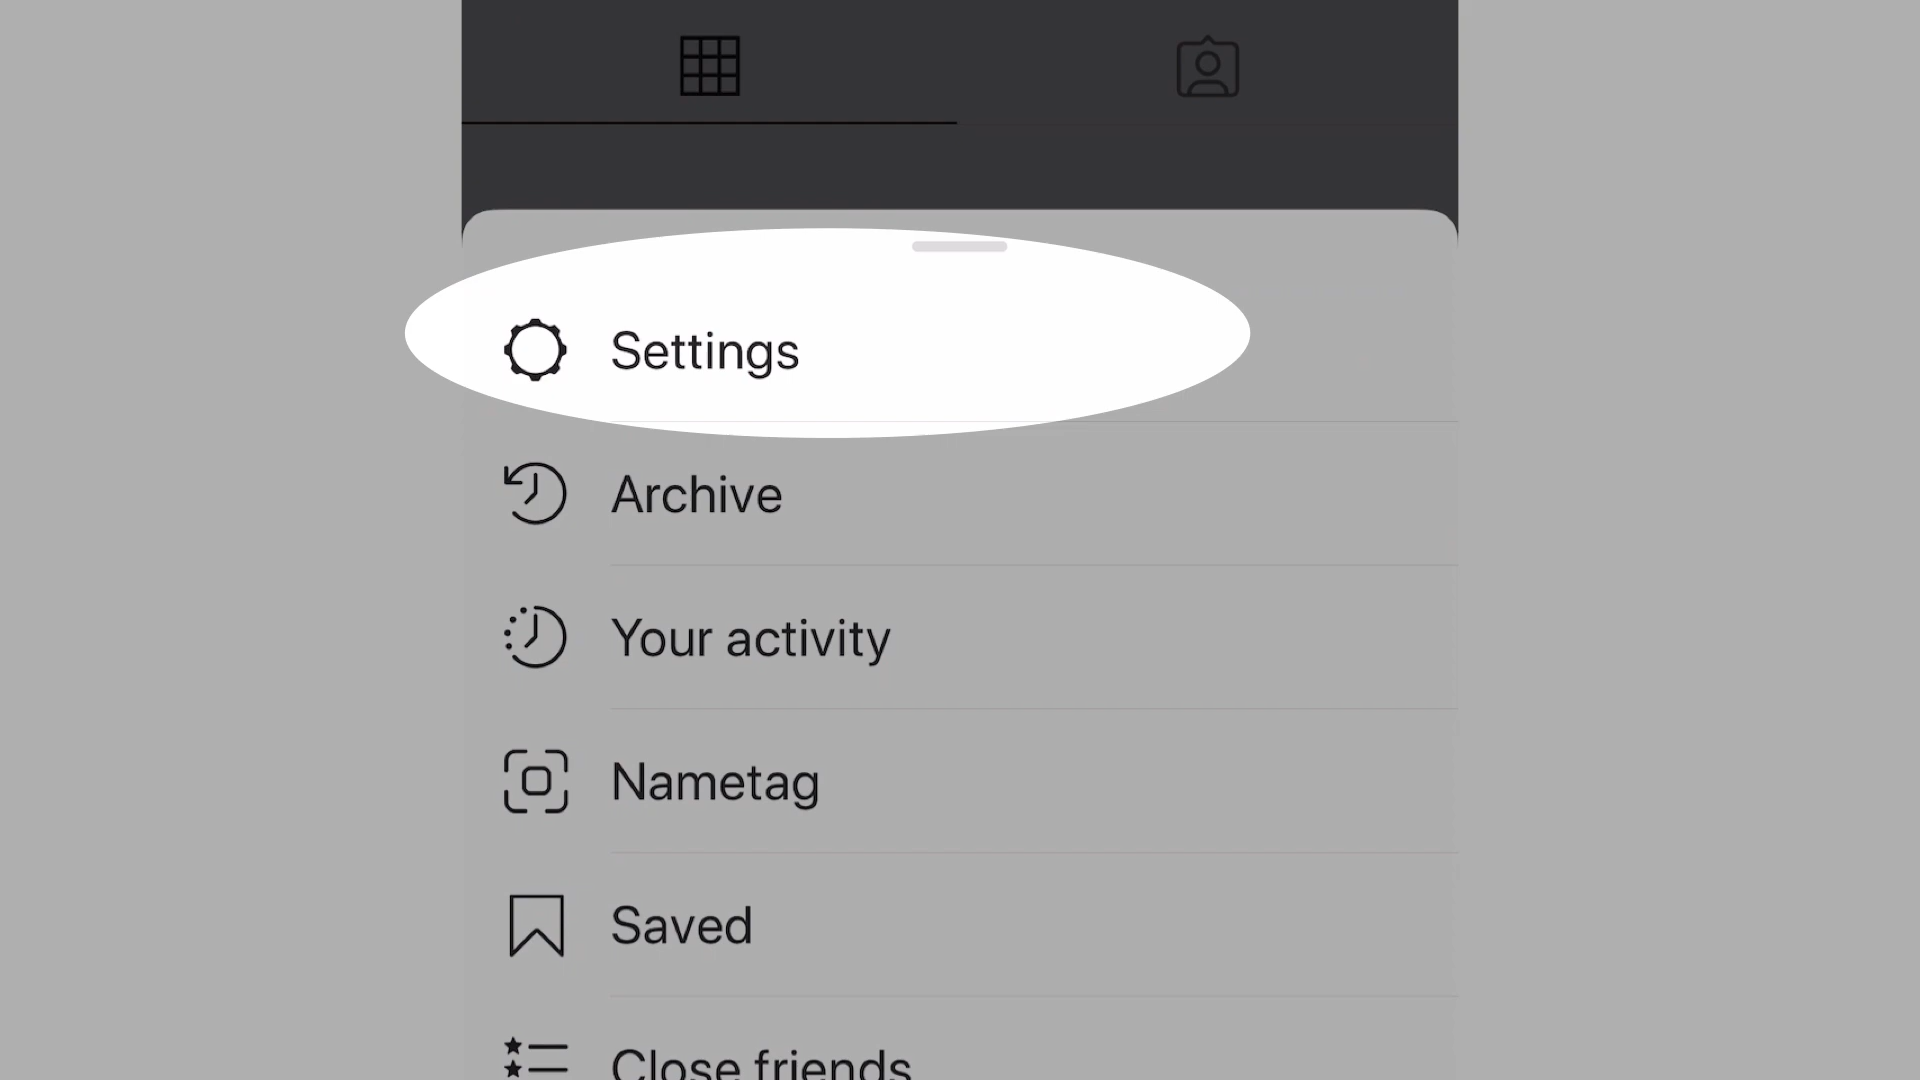 Settings
Archive
Your activity
Nametag
Saved
Close friends